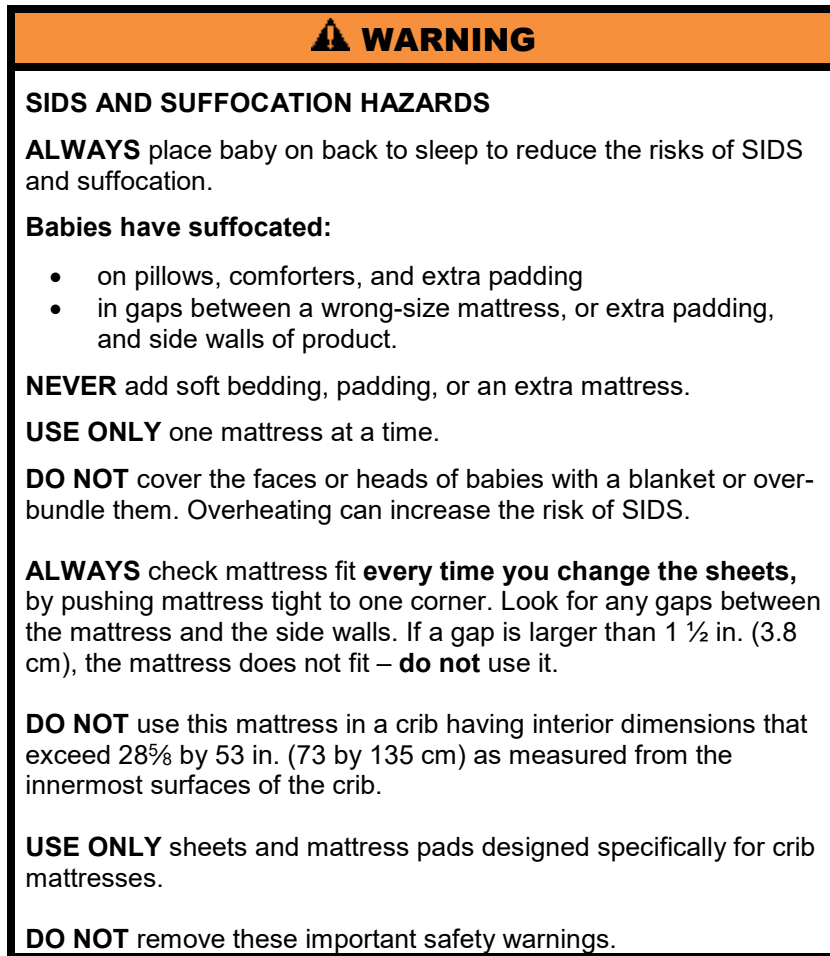 ⚠ WARNING
SIDS AND SUFFOCATION HAZARDS
ALWAYS place baby on back to sleep to reduce the risks of SIDS
and suffocation.
Babies have suffocated:
• on pillows, comforters, and extra padding
• in gaps between a wrong-size mattress, or extra padding,
and side walls of product.
NEVER add soft bedding, padding, or an extra mattress.
USE ONLY one mattress at a time.
DO NOT cover the faces or heads of babies with a blanket or over-
bundle them. Overheating can increase the risk of SIDS.
ALWAYS check mattress fit every time you change the sheets,
by pushing mattress tight to one corner. Look for any gaps between
the mattress and the side walls. If a gap is larger than 1 ½ in. (3.8
cm), the mattress does not fit – do not use it.
DO NOT use this mattress in a crib having interior dimensions that
exceed 28⅝ by 53 in. (73 by 135 cm) as measured from the
innermost surfaces of the crib.
USE ONLY sheets and mattress pads designed specifically for crib
mattresses.
DO NOT remove these important safety warnings.